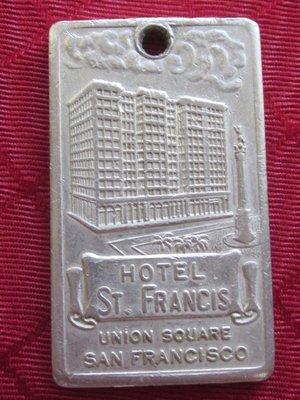 HOTEL
ST. FRANCIS
UNION SQUARE
SAN FRANCISCO